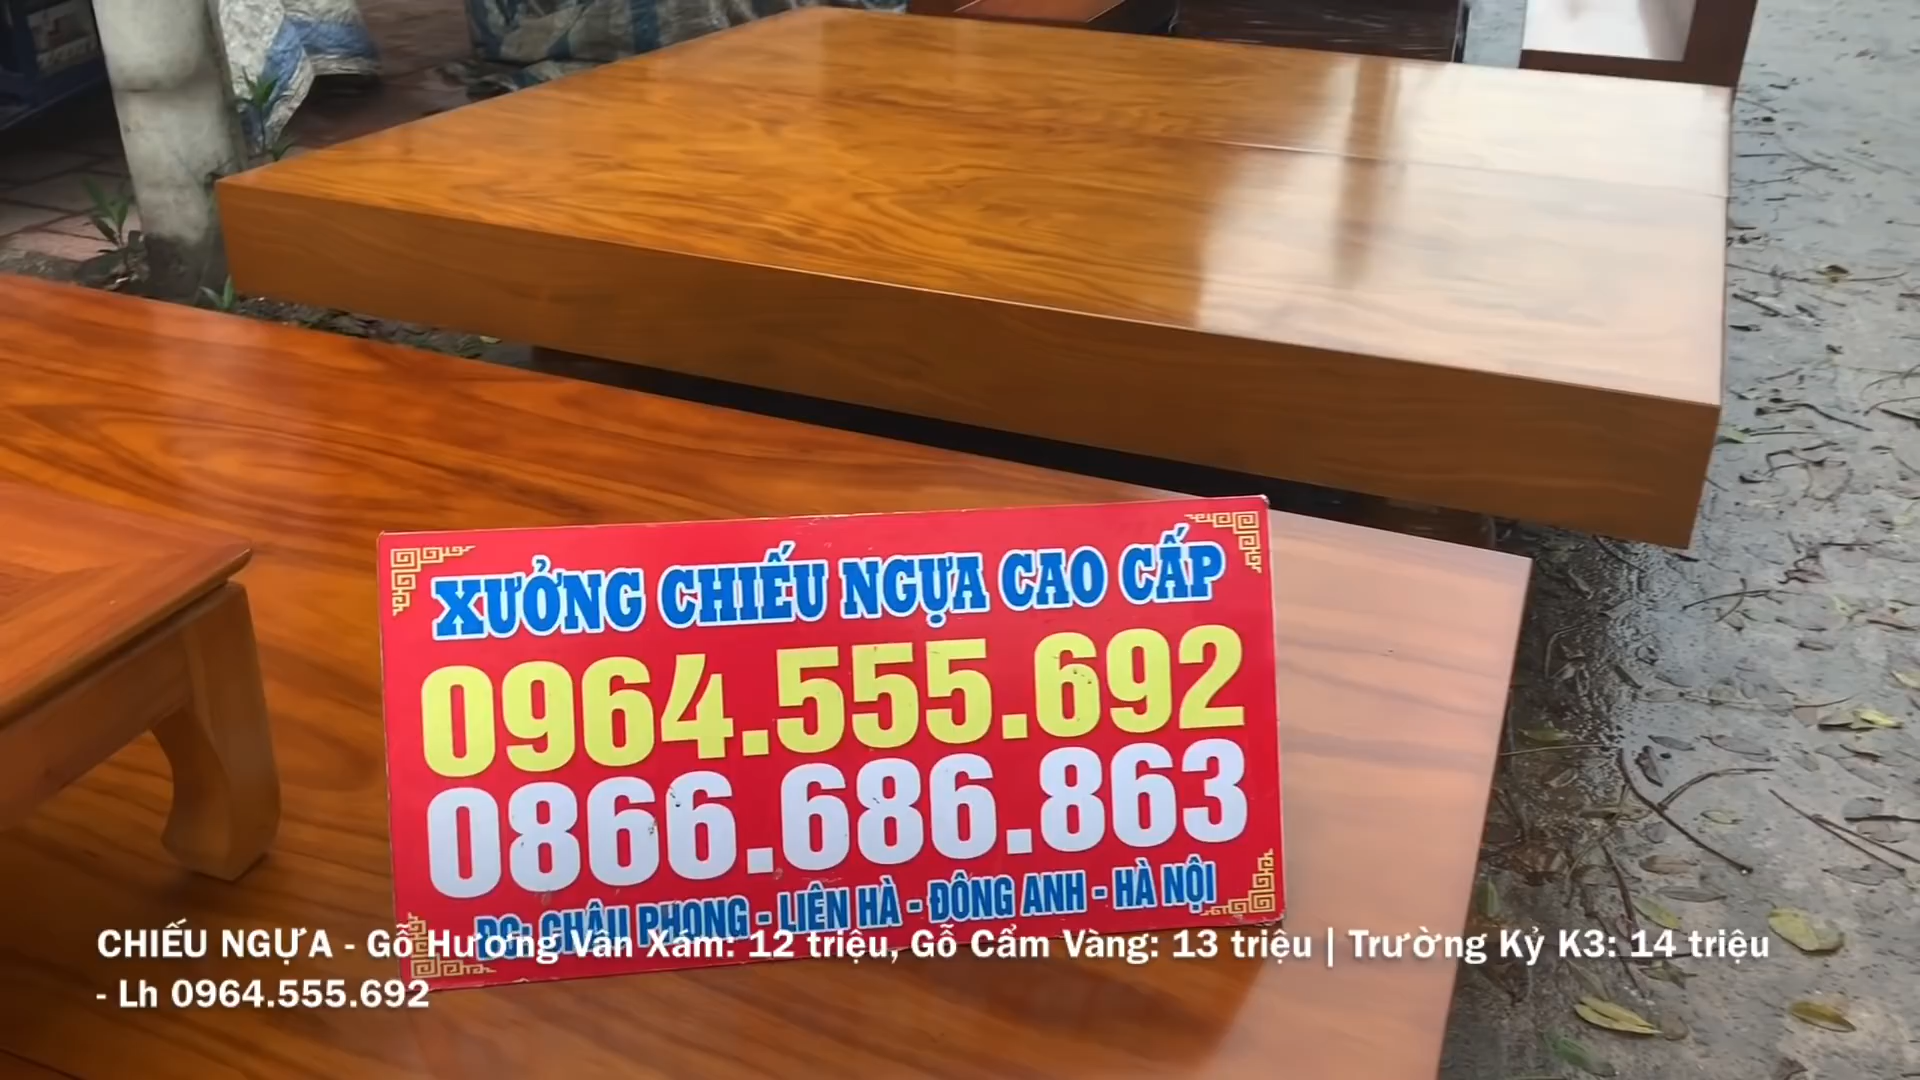 XƯỞNG CHIẾU NGỰA CAO CẤP
0964.555.692
0866.686.863
ĐC: CHÂU PHONG - LIÊN HÀ - ĐÔNG ANH - HÀ NỘI
CHIẾU NGỰA - Gỗ Hương Vân Xám: 12 triệu, Gỗ Cẩm Vàng: 13 triệu | Trường Kỷ K3: 14 triệu
- Lh 0964.555.692